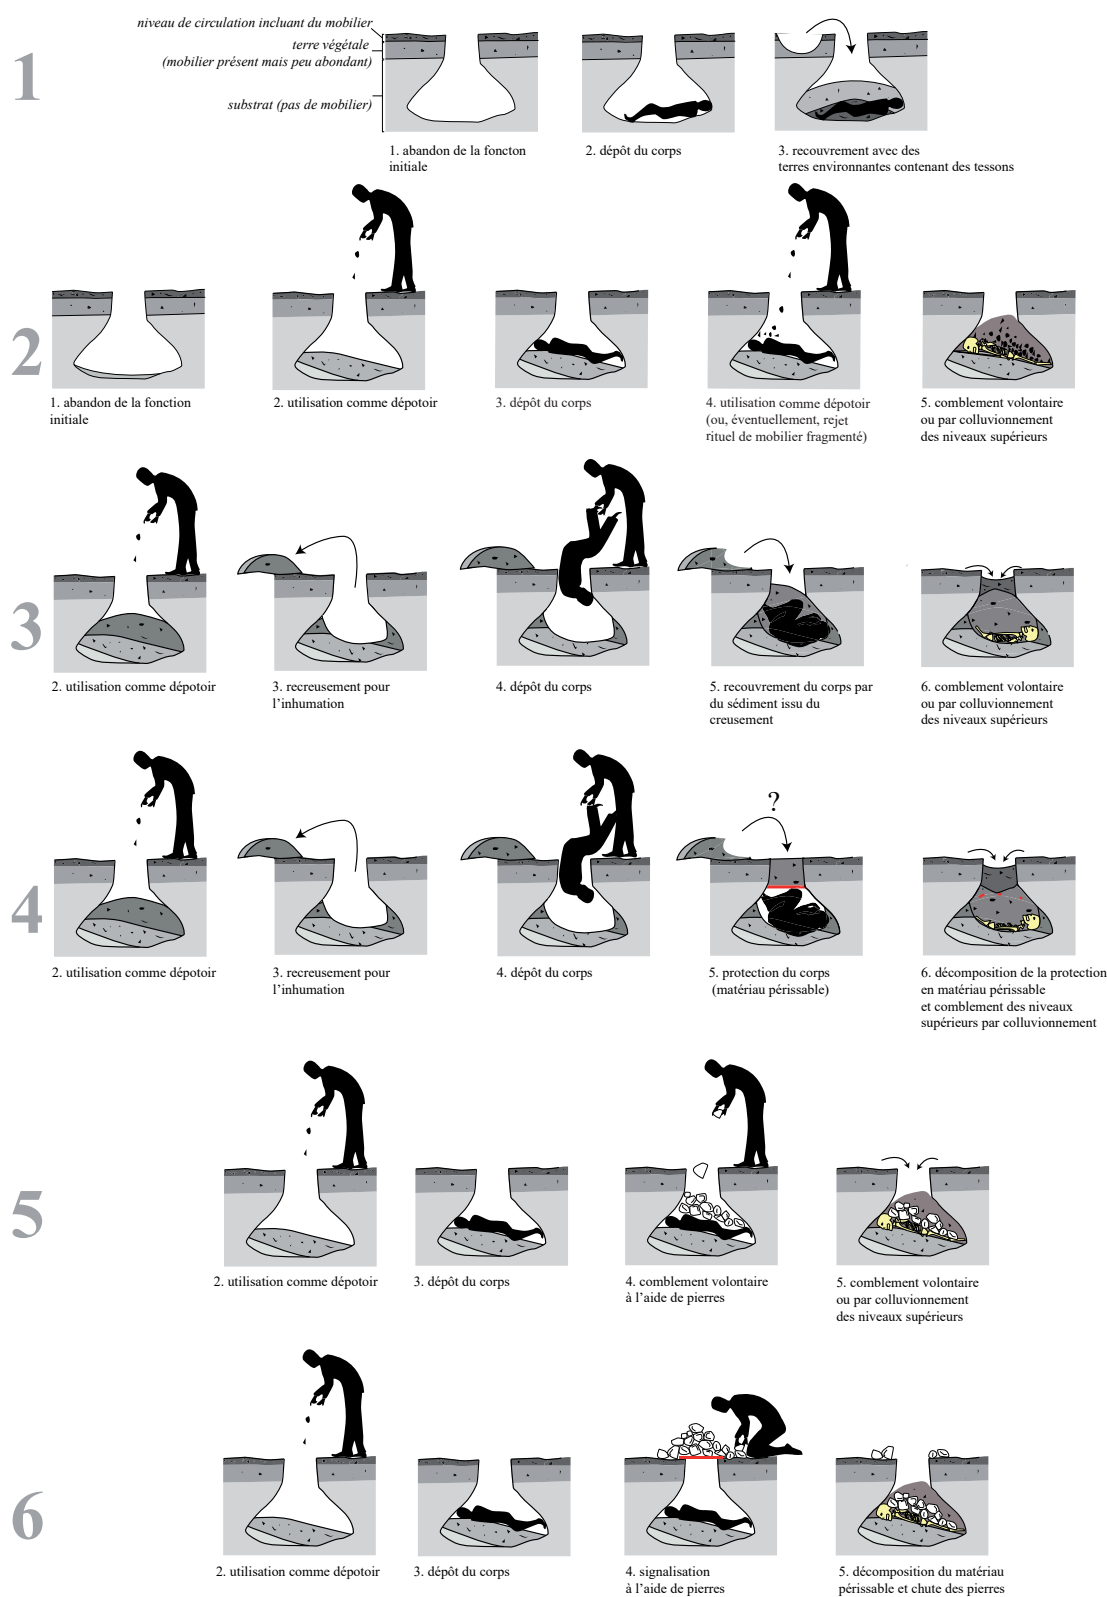 niveau de circulation incluant du mobilier
terre végétale
(mobilier présent mais peu abondant)
substrat (pas de mobilier)
1
1. abandon de la foncton
initiale
2. dépôt du corps
3. recouvrement avec des
terres environnantes contenant des tessons
2
1. abandon de la fonction
initiale
2. utilisation comme dépotoir
3. dépôt du corps
4. utilisation comme dépotoir
(ou, éventuellement, rejet
rituel de mobilier fragmenté)
5. comblement volontaire
ou par colluvionnement
des niveaux supérieurs
3
2. utilisation comme dépotoir
3. recreusement pour
l'inhumation
4. dépôt du corps
5. recouvrement du corps par
du sédiment issu du
creusement
6. comblement volontaire
ou par colluvionnement
des niveaux supérieurs
4
?
2. utilisation comme dépotoir
3. recreusement pour
l'inhumation
4. dépôt du corps
5. protection du corps
(matériau périssable)
6. décomposition de la protection
en matériau périssable
et comblement des niveaux
supérieurs par colluvionnement
5
2. utilisation comme dépotoir
3. dépôt du corps
4. comblement volontaire
à l'aide de pierres
5. comblement volontaire
ou par colluvionnement
des niveaux supérieurs
6
2. utilisation comme dépotoir
3. dépôt du corps
4. signalisation
à l'aide de pierres
5. décomposition du matériau
périssable et chute des pierres